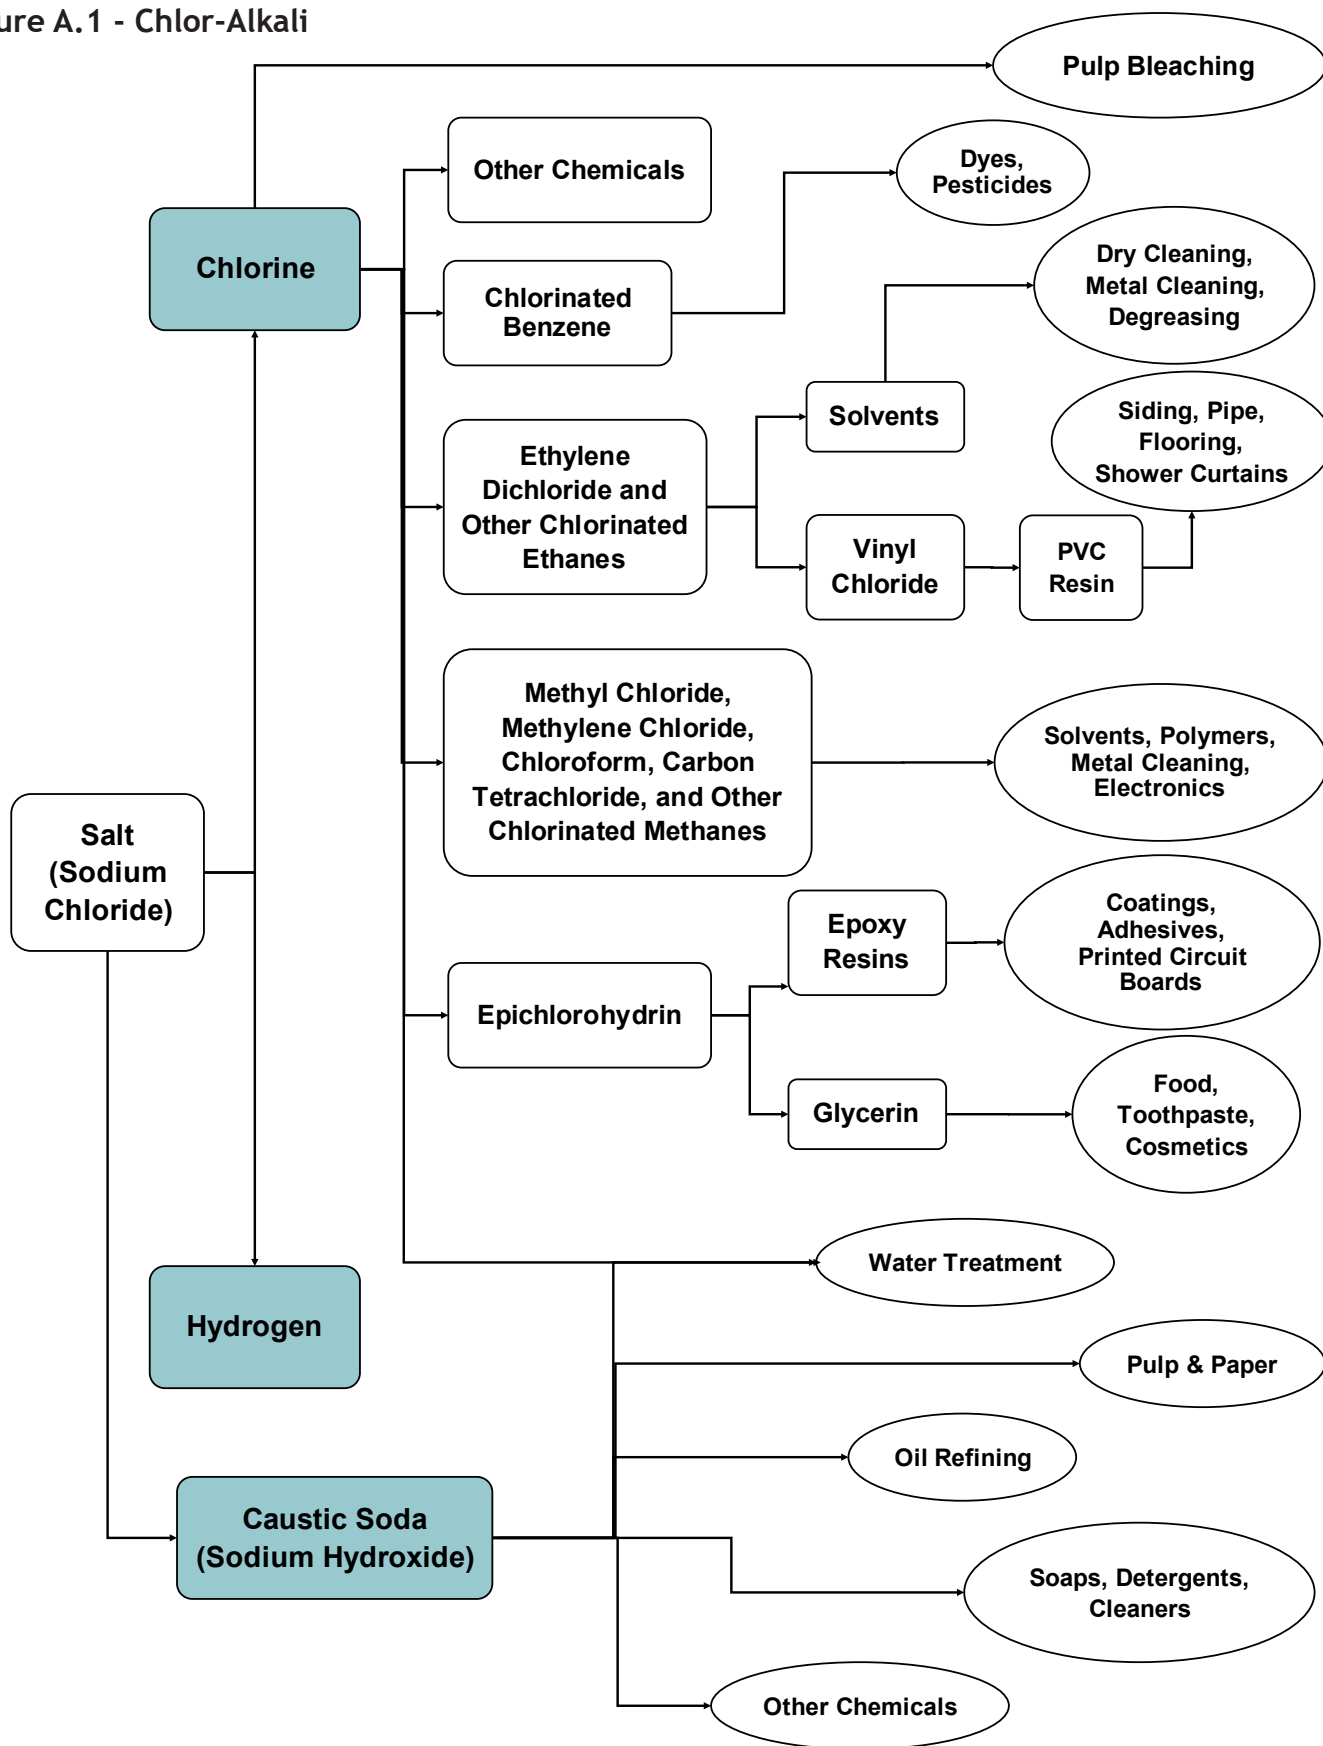 ure A.1 - Chlor-Alkali
Pulp Bleaching
Other Chemicals
Dyes,
Pesticides
Chlorine
Chlorinated
Benzene
Dry Cleaning,
Metal Cleaning,
Degreasing
Solvents
Siding, Pipe,
Flooring,
Shower Curtains
Ethylene
Dichloride and
Other Chlorinated
Ethanes
Vinyl
Chloride
PVC
Resin
Methyl Chloride,
Methylene Chloride,
Chloroform, Carbon
Tetrachloride, and Other
Chlorinated Methanes
Solvents, Polymers,
Metal Cleaning,
Electronics
Salt
(Sodium
Chloride)
Epoxy
Resins
Coatings,
Adhesives,
Printed Circuit
Boards
Epichlorohydrin
Glycerin
Food,
Toothpaste,
Cosmetics
Water Treatment
Hydrogen
Pulp & Paper
Oil Refining
Caustic Soda
(Sodium Hydroxide)
Soaps, Detergents,
Cleaners
Other Chemicals